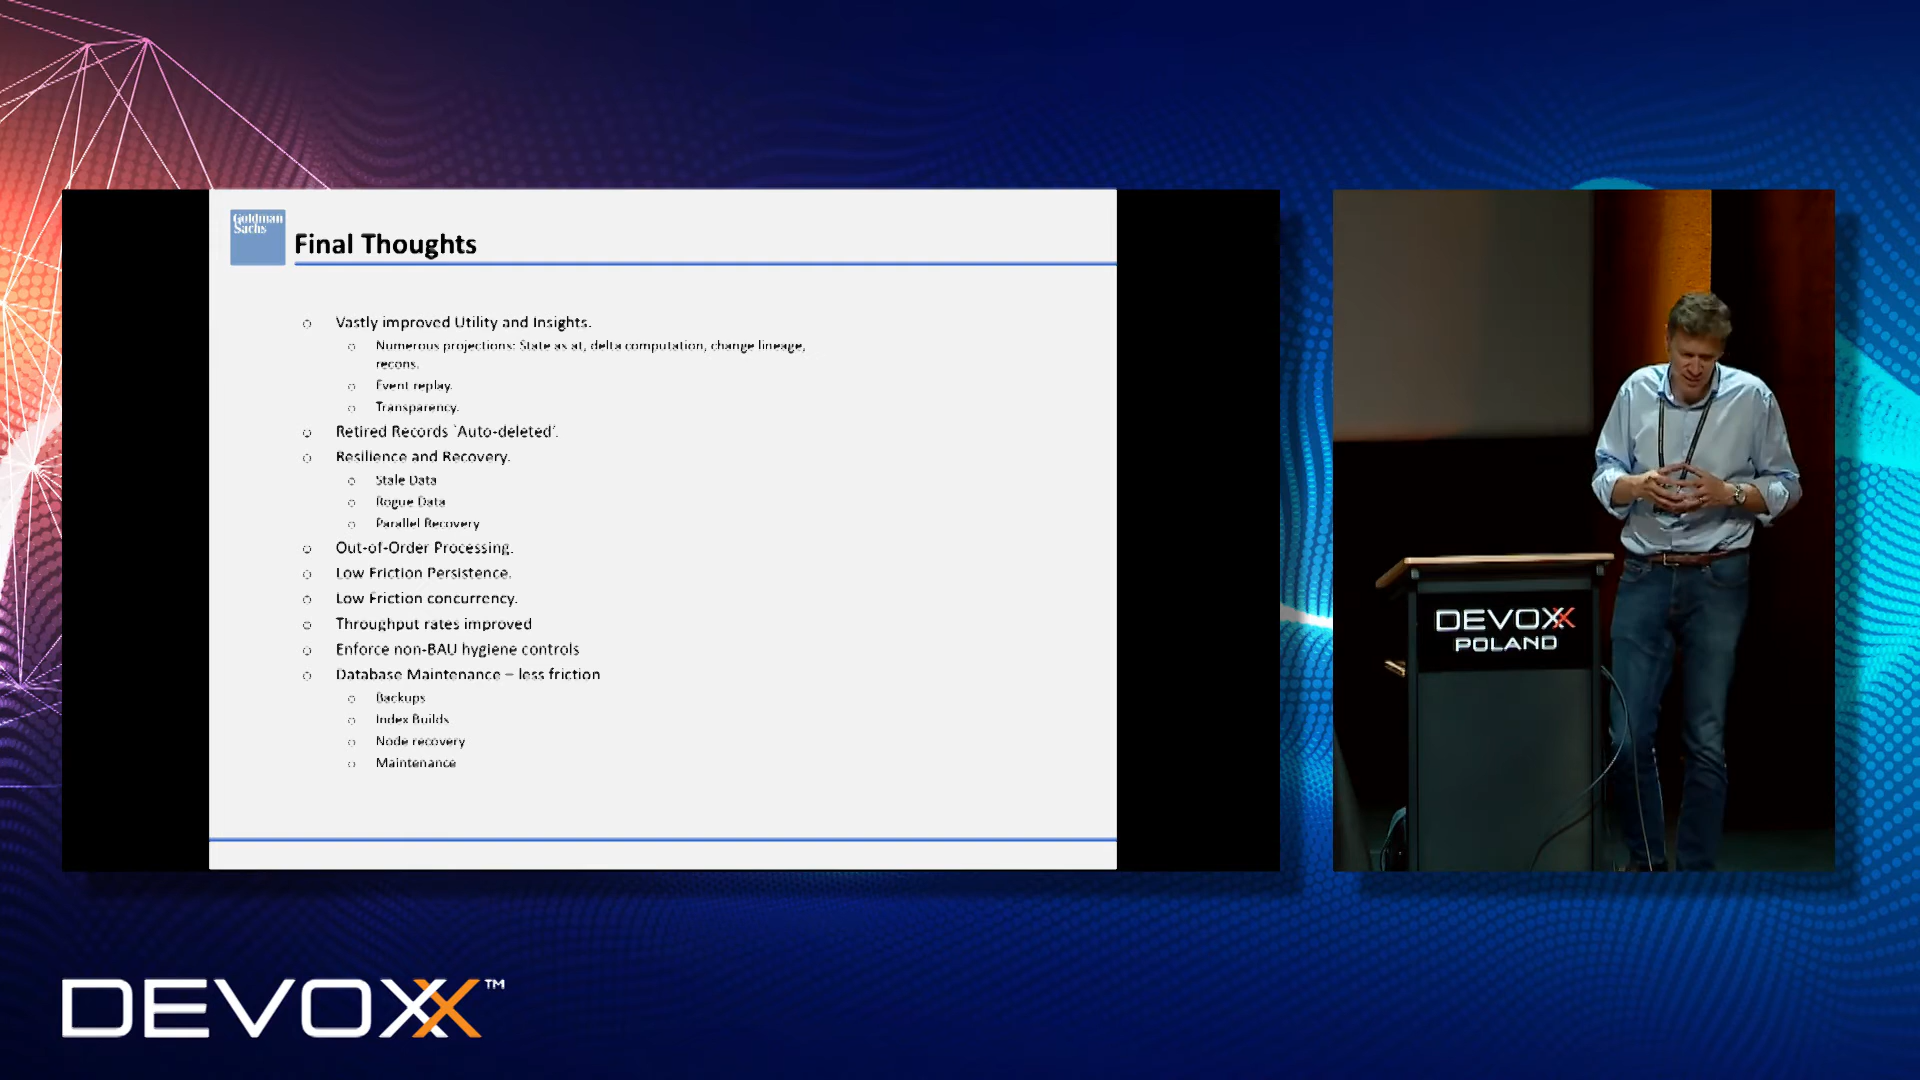 Goldman
Sachs
Final Thoughts
Vastly improved Utility and Insights.
Numerous projections: State as at, delta computation, change lineage,
recons.
Event replay.
Transparency.
Retired Records `Auto-deleted'.
Resilience and Recovery.
Stale Data
Rogue Data
Parallel Recovery
Out-of-Order Processing.
Low Friction Persistence.
Low Friction concurrency.
Throughput rates improved
Enforce non-BAU hygiene controls
Database Maintenance – less friction
Backups
Index Builds
Node recovery
Maintenance
DEVOXX
POLAND
DEVOXX™